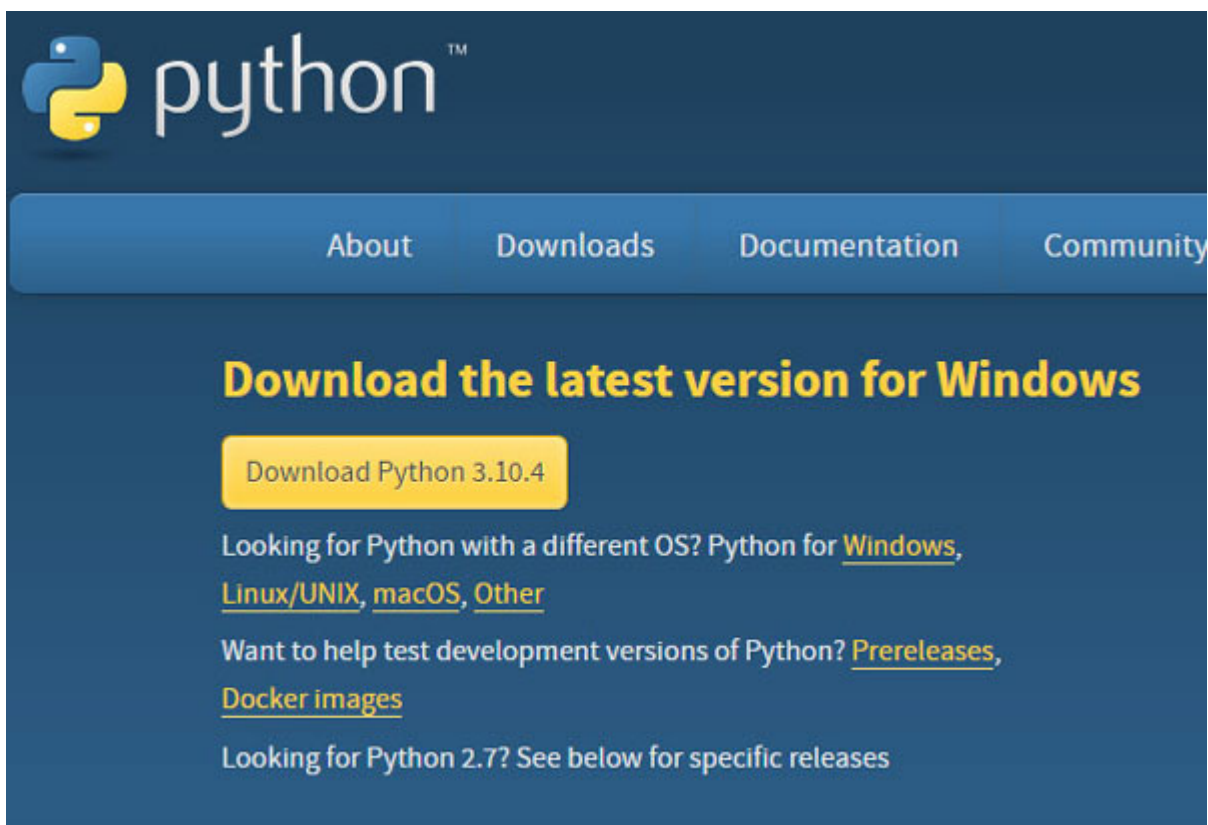 python™
About Downloads Documentation Community
Download the latest version for Windows
Download Python 3.10.4
Looking for Python with a different OS? Python for Windows,
Linux/UNIX, macOS, Other
Want to help test development versions of Python? Prereleases,
Docker images
Looking for Python 2.7? See below for specific releases